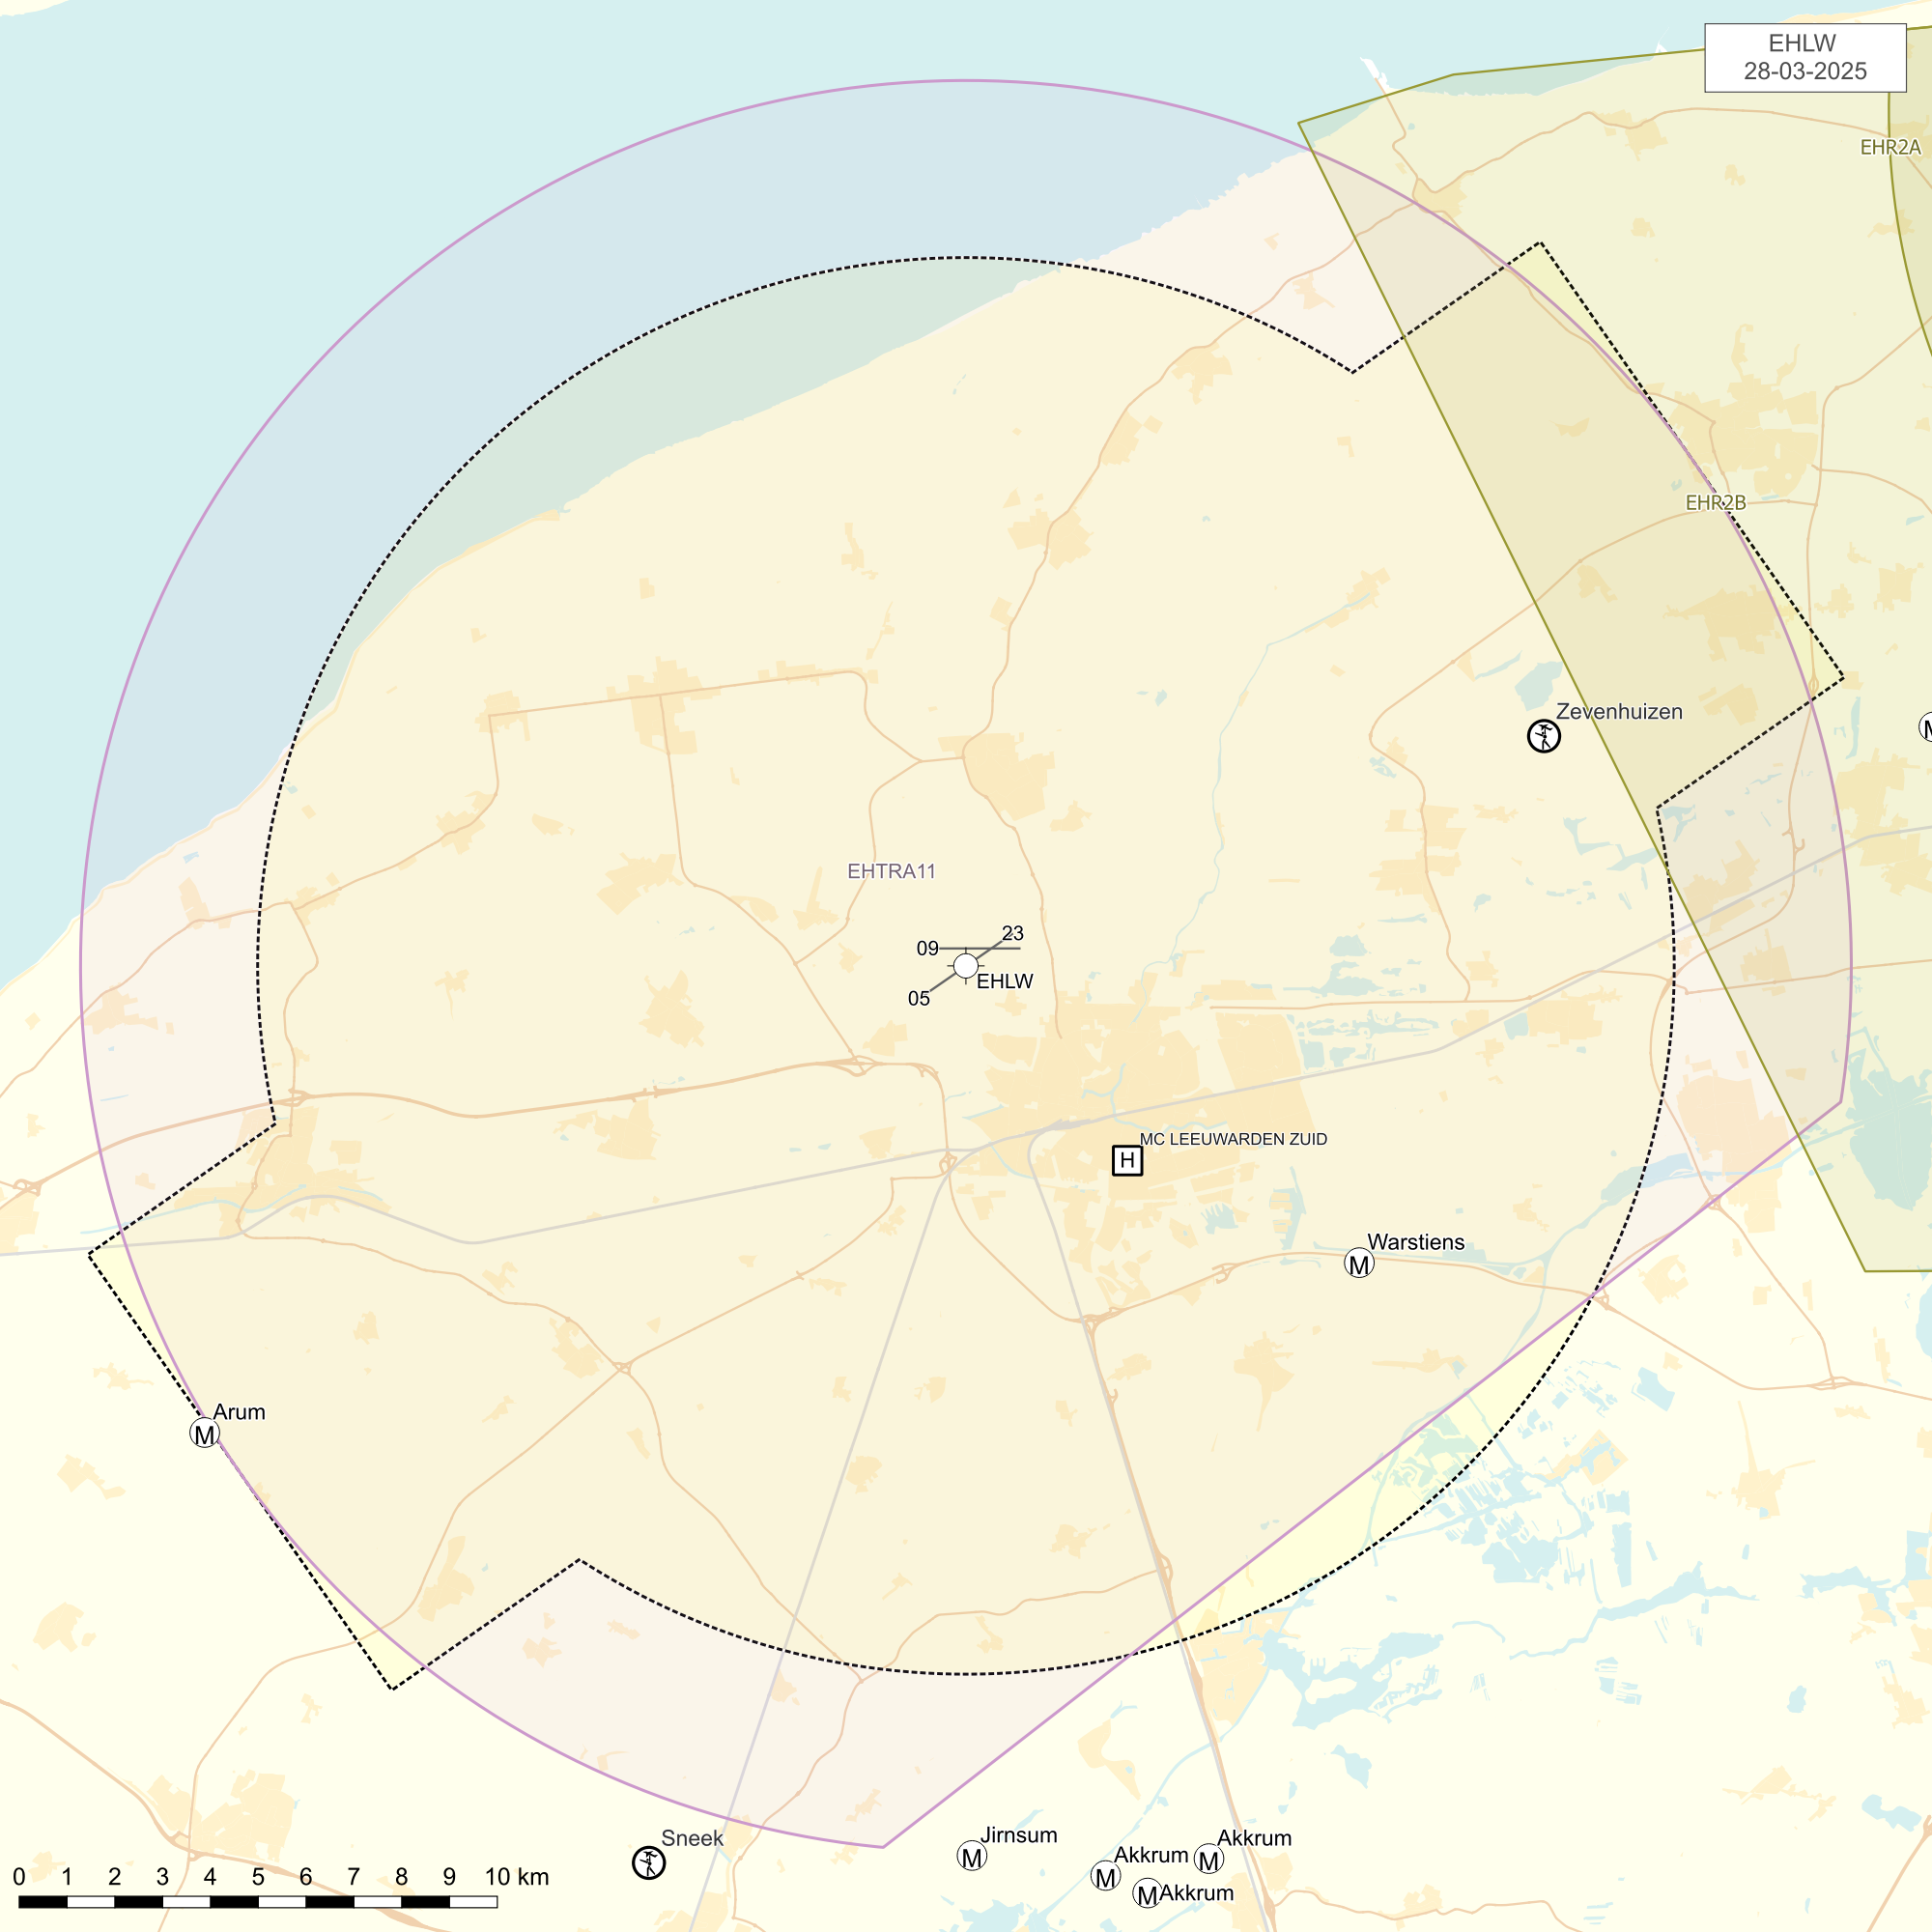 EHLW
28-03-2025
EHR2A
EHR2B
Zevenhuizen
M
EHTRA11
23
09
EHLW
05
MC LEEUWARDEN ZUID
H
Warstiens
M
Arum
M
Sneek
Jirnsum
M
Akkrum
M
Akkrum
M
Akkrum
M
0 1 2 3 4 5 6 7 8 9 10 km